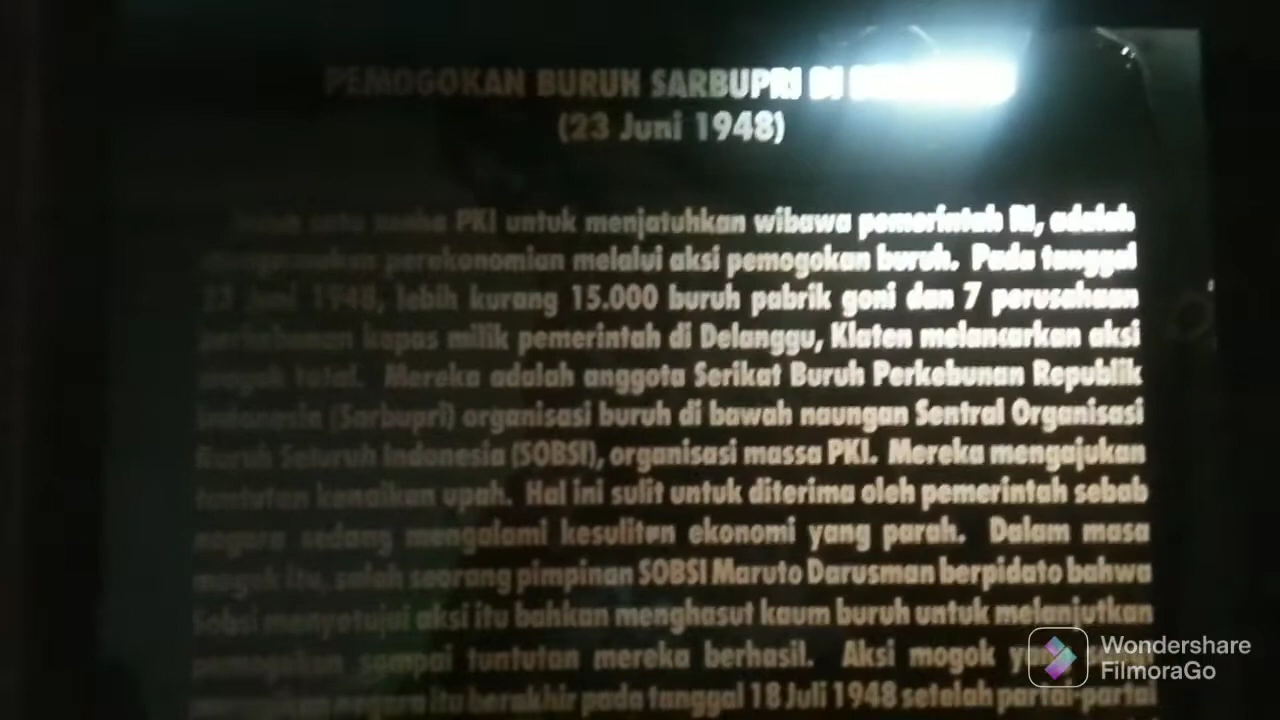 PEMOGOKAN BURUH SARBUPRI DI
(23 Juni 1948)
satu usaha PKI untuk menjatuhkan wibawa pemerintah RI, adalah
perekonomian melalui aksi pemogokan buruh. Pada tanggal
23 Juni 1948, lebih kurang 15.000 buruh pabrik goni dan 7 perusahaan
perkebunan kapas milik pemerintah di Delanggu, Klaten melancarkan aksi
mogok total. Mereka adalah anggota Serikat Buruh Perkebunan Republik
Indonesia (Sarbupri) organisasi buruh di bawah naungan Sentral Organisasi
Buruh Seluruh Indonesia (SOBSI), organisasi massa PKI. Mereka mengajukan
tuntutan kenaikan upah. Hal ini sulit untuk diterima oleh pemerintah sebab
negara sedang mengalami kesulitan ekonomi yang parah. Dalam masa
mogok itu, salah seorang pimpinan SOBSI Maruto Darusman berpidato bahwa
Sobsi menyetujui aksi itu bahkan menghasut kaum buruh untuk melanjutkan
pemogokan sampai tuntutan mereka berhasil. Aksi mogok
negara itu berakhir pada tanggal 18 Juli 1948 setelah partai-partai
Wondershare
FilmoraGo